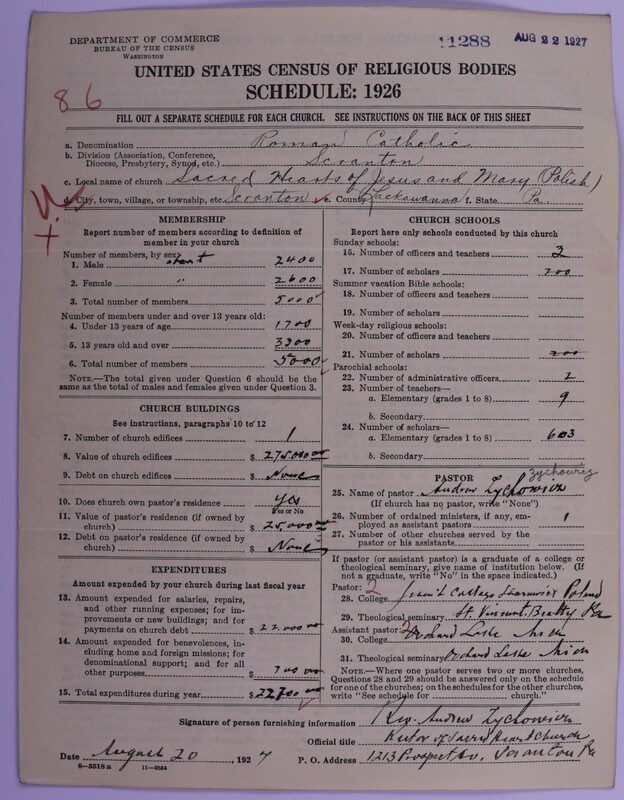 DEPARTMENT OF COMMERCE
BUREAU OF THE CENSUS
WASHINGTON
11288
AUG 22 1927
UNITED STATES CENSUS OF RELIGIOUS BODIES
SCHEDULE: 1926
86
FILL OUT A SEPARATE SCHEDULE FOR EACH CHURCH. SEE INSTRUCTIONS ON THE BACK OF THIS SHEET
a. Denomination Roman Catholic
b. Division (Association, Conference, Diocese, Presbytery, Synod, etc.) Scranton
c. Local name of church Sacred Hearts of Jesus and Mary (Polish)
d. City, town, village, or township, etc. Scranton e. County Lackawanna f. State Pa.
MEMBERSHIP
Report number of members according to definition of
member in your church
Number of members, by sex: about
1. Male 2400
2. Female " 2600
3. Total number of members 5000
Number of members under and over 13 years old:
4. Under 13 years of age 1700
5. 13 years old and over 3300
6. Total number of members 5000
NOTE.—The total given under Question 6 should be the
same as the total of males and females given under Question 3.
CHURCH BUILDINGS
See instructions, paragraphs 10 to 12
7. Number of church edifices 1
8. Value of church edifices $ 275.000
9. Debt on church edifices $ None
10. Does church own pastor's residence yes
Yes or No
11. Value of pastor's residence (if owned by
church) $ 25.000
12. Debt on pastor's residence (if owned by
church) $ None
EXPENDITURES
Amount expended by your church during last fiscal year
13. Amount expended for salaries, repairs,
and other running expenses; for im-
provements or new buildings; and for
payments on church debt $ 22.000
14. Amount expended for benevolences,
including home and foreign missions; for
denominational support; and for all
other purposes $ 700
15. Total expenditures during year $ 22.700
CHURCH SCHOOLS
Report here only schools conducted by this church
Sunday schools:
16. Number of officers and teachers 2
17. Number of scholars 200
Summer vacation Bible schools:
18. Number of officers and teachers
19. Number of scholars
Week-day religious schools:
20. Number of officers and teachers
21. Number of scholars 200
Parochial schools:
22. Number of administrative officers 2
23. Number of teachers—
a. Elementary (grades 1 to 8) 9
b. Secondary
24. Number of scholars—
a. Elementary (grades 1 to 8) 603
b. Secondary
PASTOR
25. Name of pastor Andrew Zychowicz
(If church has no pastor, write "None")
26. Number of ordained ministers, if any, em-
ployed as assistant pastors 1
27. Number of other churches served by the
pastor or his assistants
If pastor (or assistant pastor) is a graduate of a college or
theological seminary, give name of institution below. (If
not a graduate, write "No" in the space indicated.)
Pastor: 2
28. College Jesuit College Poland
29. Theological seminary St. Vincent Beatty Pa
Assistant pastor: 2
30. College Orchard Lake Mich
31. Theological seminary Orchard Lake Mich
NOTE.—Where one pastor serves two or more churches,
Questions 28 and 29 should be answered only on the schedule
for one of the churches; on the schedules for the other churches,
write "See schedule for church."
Signature of person furnishing information Rev. Andrew Zychowicz
Official title Rector of Sacred Heart Church
Date August 20, 1927 P. O. Address 1213 Prospect Av, Scranton Pa
8—5518a 11—9554